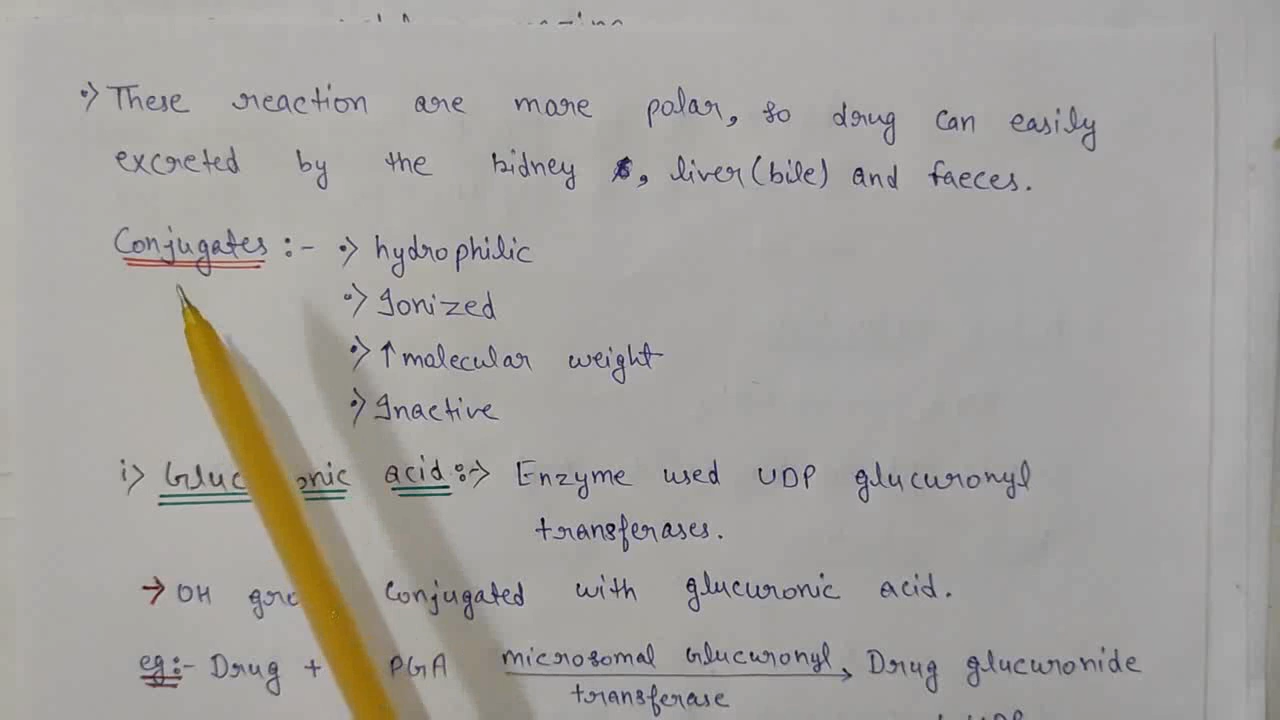 •> These reaction are more polar, so drug can easily
excreted by the kidney, liver (bile) and faeces.
Conjugates :- •> hydrophilic
•> Ionized
•> ↑ molecular weight
•> Inactive
i> acid :-> Enzyme used UDP glucuronyl
transferases.
→ OH conjugated with glucuronic acid.
eg:- Drug + microsomal Glucuronyl Drug glucuronide
transferase